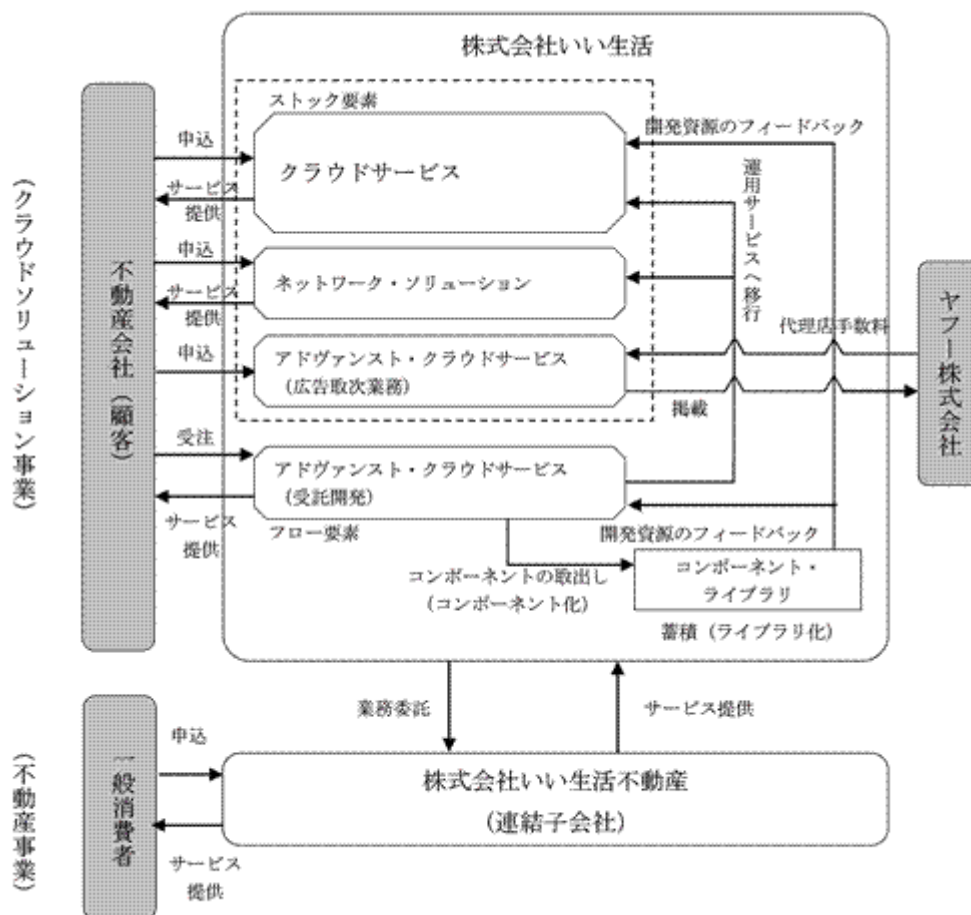 株式会社いい生活
ストック要素
開発資源のフィードバック
申込
クラウドサービス
サービス
提供
運用サービスへ移行
申込
ネットワーク・ソリューション
サービス
提供
代理店手数料
申込
アドヴァンスト・クラウドサービス
(広告取次業務)
掲載
受注
アドヴァンスト・クラウドサービス
(受託開発)
サービス
提供
フロー要素
開発資源のフィードバック
コンポーネントの取出し
(コンポーネント化)
コンポーネント・
ライブラリ
蓄積(ライブラリ化)
(クラウドソリューション事業)
不動産会社(顧客)
ヤフー株式会社
業務委託
サービス提供
(不動産事業)
一般消費者
申込
株式会社いい生活不動産
(連結子会社)
サービス
提供